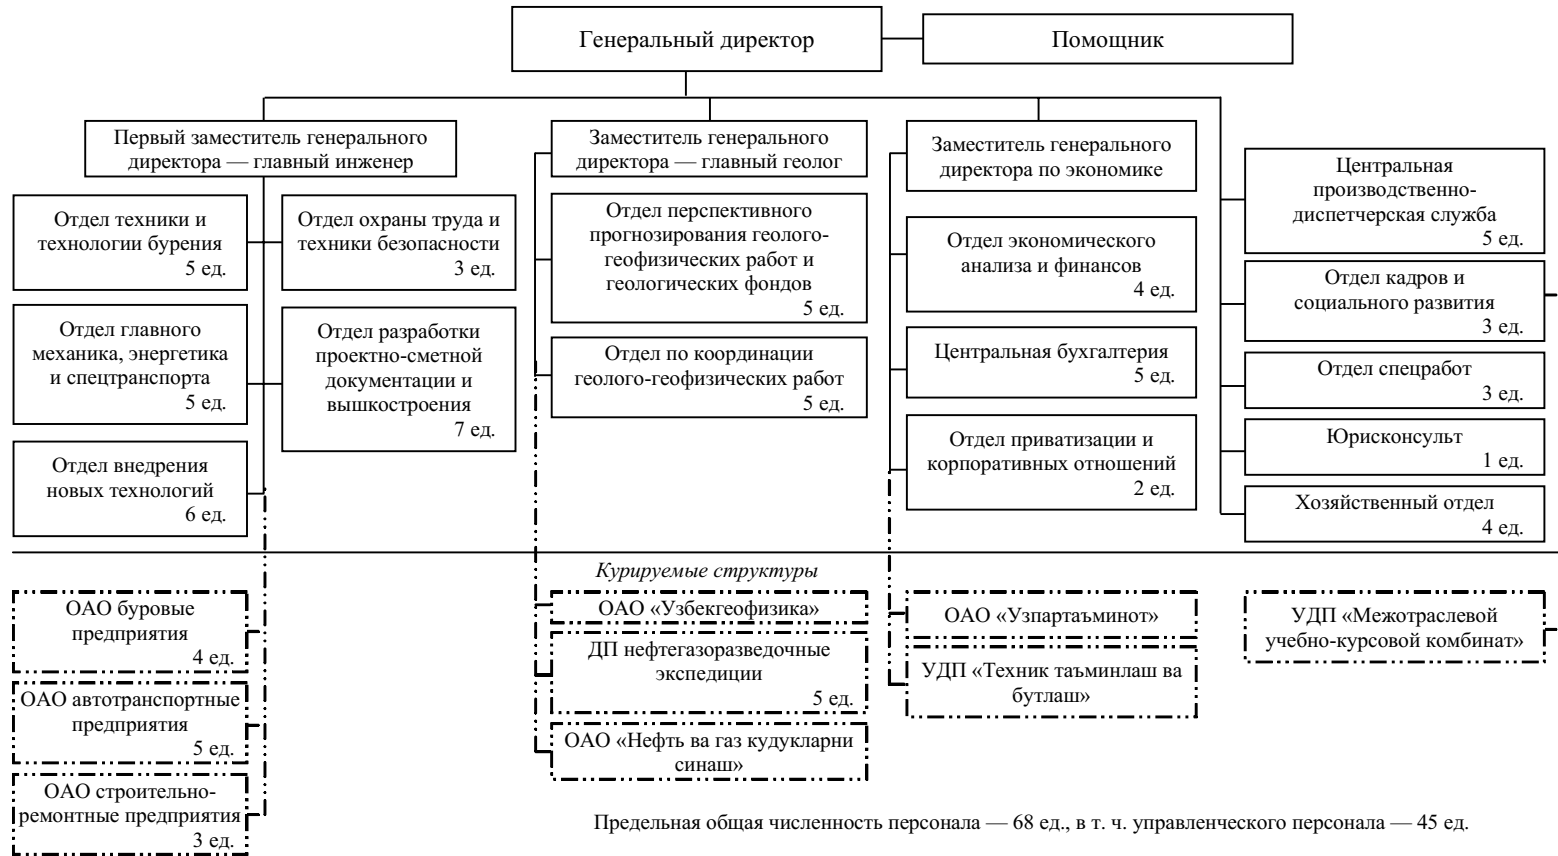 Генеральный директор
Помощник
Первый заместитель генерального
директора — главный инженер
Отдел техники и
технологии бурения
5 ед.
Отдел охраны труда и
техники безопасности
3 ед.
Отдел главного
механика, энергетика
и спецтранспорта
5 ед.
Отдел разработки
проектно-сметной
документации и
вышкостроения
7 ед.
Отдел внедрения
новых технологий
6 ед.
Заместитель генерального
директора — главный геолог
Отдел перспективного
прогнозирования геолого-
геофизических работ и
геологических фондов
5 ед.
Отдел по координации
геолого-геофизических работ
5 ед.
Заместитель генерального
директора по экономике
Отдел экономического
анализа и финансов
4 ед.
Центральная бухгалтерия
5 ед.
Отдел приватизации и
корпоративных отношений
2 ед.
Центральная
производственно-
диспетчерская служба
5 ед.
Отдел кадров и
социального развития
3 ед.
Отдел спецработ
3 ед.
Юрисконсульт
1 ед.
Хозяйственный отдел
4 ед.
Курируемые структуры
ОАО буровые
предприятия
4 ед.
ОАО автотранспортные
предприятия
5 ед.
ОАО строительно-
ремонтные предприятия
3 ед.
ОАО «Узбекгеофизика»
ДП нефтегазоразведочные
экспедиции
5 ед.
ОАО «Нефть ва газ кудукларни
синаш»
ОАО «Узпартаъминот»
УДП «Техник таъминлаш ва
бутлаш»
УДП «Межотраслевой
учебно-курсовой комбинат»
Предельная общая численность персонала — 68 ед., в т. ч. управленческого персонала — 45 ед.